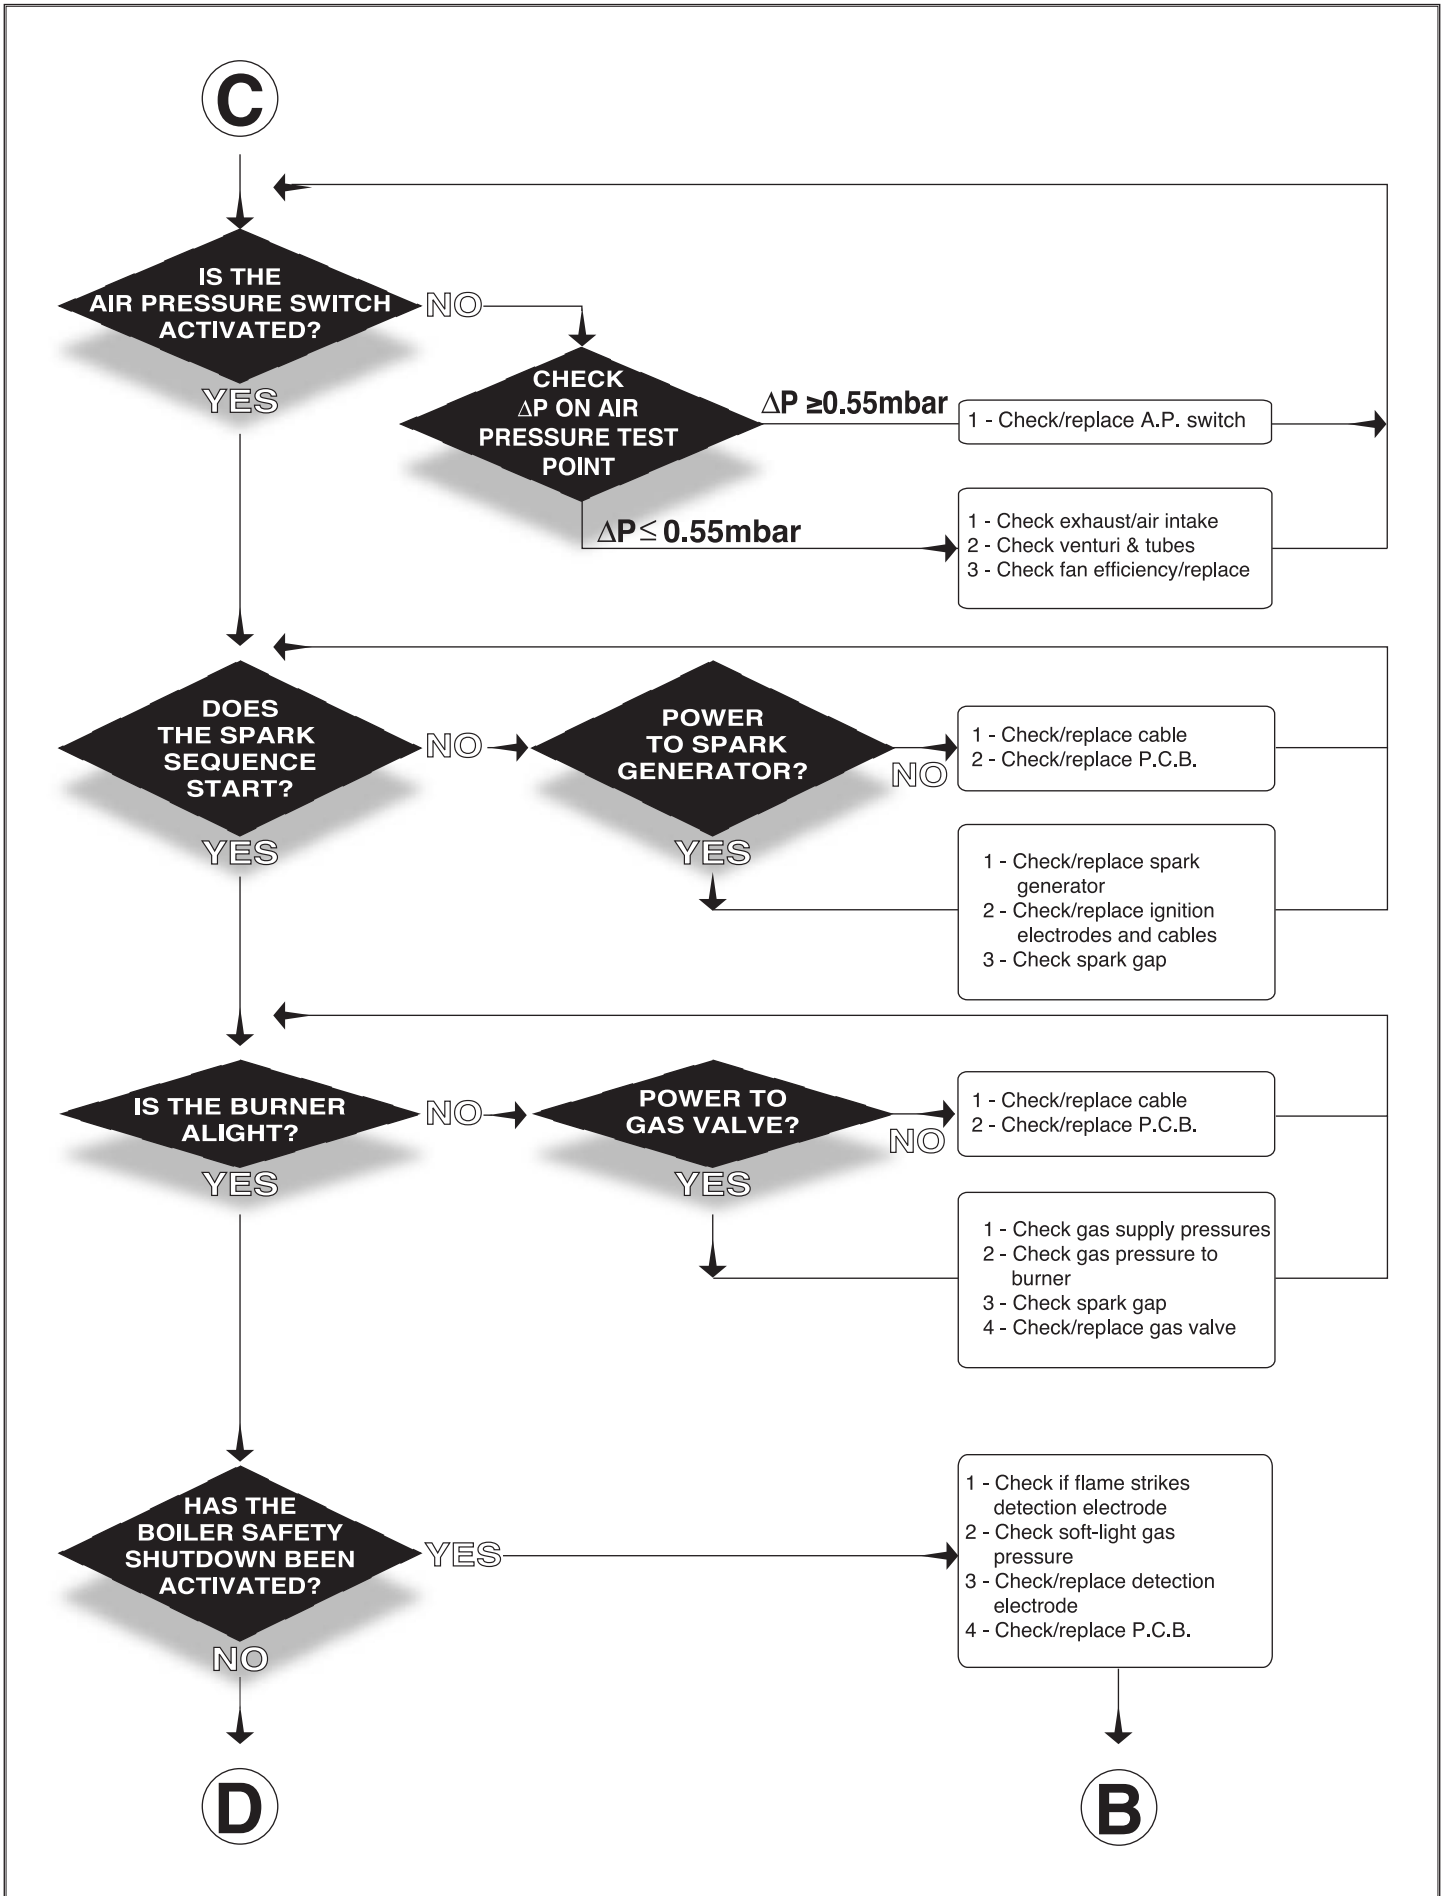 C
IS THE
AIR PRESSURE SWITCH
ACTIVATED?
NO
YES
CHECK
ΔP ON AIR
PRESSURE TEST
POINT
ΔP ≥0.55mbar
1 - Check/replace A.P. switch
ΔP≤ 0.55mbar
1 - Check exhaust/air intake
2 - Check venturi & tubes
3 - Check fan efficiency/replace
DOES
THE SPARK
SEQUENCE
START?
NO
YES
POWER
TO SPARK
GENERATOR?
NO
YES
1 - Check/replace cable
2 - Check/replace P.C.B.
1 - Check/replace spark
generator
2 - Check/replace ignition
electrodes and cables
3 - Check spark gap
IS THE BURNER
ALIGHT?
NO
YES
POWER TO
GAS VALVE?
NO
YES
1 - Check/replace cable
2 - Check/replace P.C.B.
1 - Check gas supply pressures
2 - Check gas pressure to
burner
3 - Check spark gap
4 - Check/replace gas valve
HAS THE
BOILER SAFETY
SHUTDOWN BEEN
ACTIVATED?
YES
NO
1 - Check if flame strikes
detection electrode
2 - Check soft-light gas
pressure
3 - Check/replace detection
electrode
4 - Check/replace P.C.B.
D
B